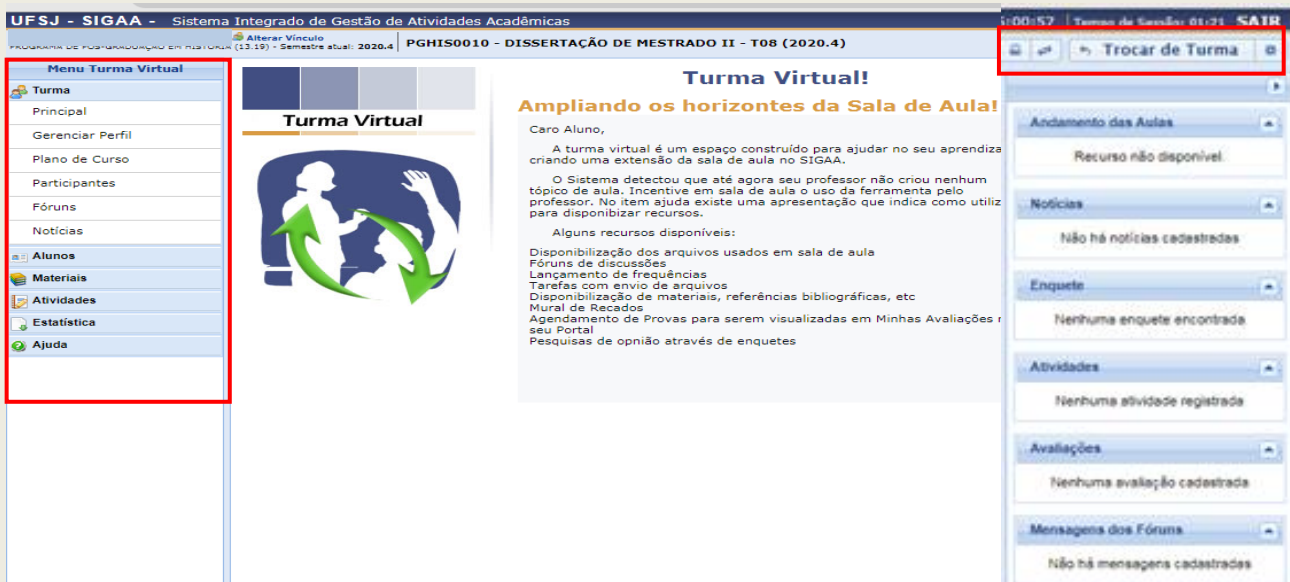 UFSJ - SIGAA - Sistema Integrado de Gestão de Atividades Acadêmicas
:00:57 Tempo de Sessão: 01:21 SAIR
Alterar Vínculo
PROGRAMA DE PÓS-GRADUAÇÃO EM HISTÓRIA (13.19) - Semestre atual: 2020.4
PGHIS0010 - DISSERTAÇÃO DE MESTRADO II - T08 (2020.4)
Trocar de Turma
Menu Turma Virtual
Turma
Principal
Gerenciar Perfil
Plano de Curso
Participantes
Fóruns
Notícias
Alunos
Materiais
Atividades
Estatística
Ajuda
Turma Virtual
Turma Virtual!
Ampliando os horizontes da Sala de Aula!
Caro Aluno,
A turma virtual é um espaço construído para ajudar no seu aprendiza
criando uma extensão da sala de aula no SIGAA.
O Sistema detectou que até agora seu professor não criou nenhum
tópico de aula. Incentive em sala de aula o uso da ferramenta pelo
professor. No item ajuda existe uma apresentação que indica como utiliz
para disponibizar recursos.
Alguns recursos disponíveis:
Disponibilização dos arquivos usados em sala de aula
Fóruns de discussões
Lançamento de frequências
Tarefas com envio de arquivos
Disponibilização de materiais, referências bibliográficas, etc
Mural de Recados
Agendamento de Provas para serem visualizadas em Minhas Avaliações n
seu Portal
Pesquisas de opnião através de enquetes
Andamento das Aulas
Recurso não disponível.
Notícias
Não há notícias cadastradas
Enquete
Nenhuma enquete encontrada
Atividades
Nenhuma atividade registrada
Avaliações
Nenhuma avaliação cadastrada
Mensagens dos Fóruns
Não há mensagens cadastradas